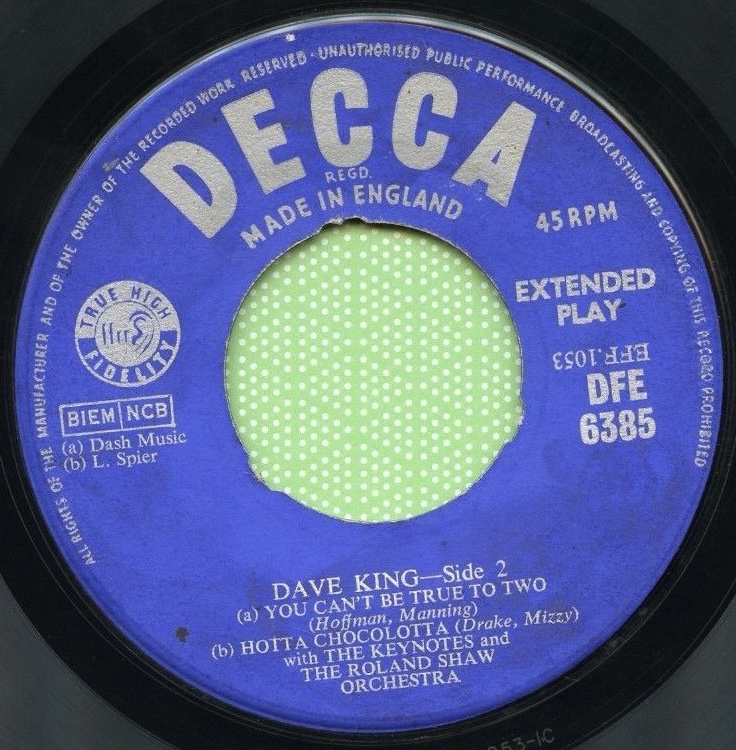 ALL RIGHTS OF THE MANUFACTURER AND OF THE OWNER OF THE RECORDED WORK RESERVED · UNAUTHORISED PUBLIC PERFORMANCE BROADCASTING AND COPYING OF THIS RECORD PROHIBITED
DECCA
REGD.
MADE IN ENGLAND
45 RPM
EXTENDED
PLAY
TRUE HIGH
FIDELITY
EFF.1053
DFE
6385
BIEM NCB
(a) Dash Music
(b) L. Spier
DAVE KING—Side 2
(a) YOU CAN'T BE TRUE TO TWO
(Hoffman, Manning)
(b) HOTTA CHOCOLOTTA (Drake, Mizzy)
with THE KEYNOTES and
THE ROLAND SHAW
ORCHESTRA